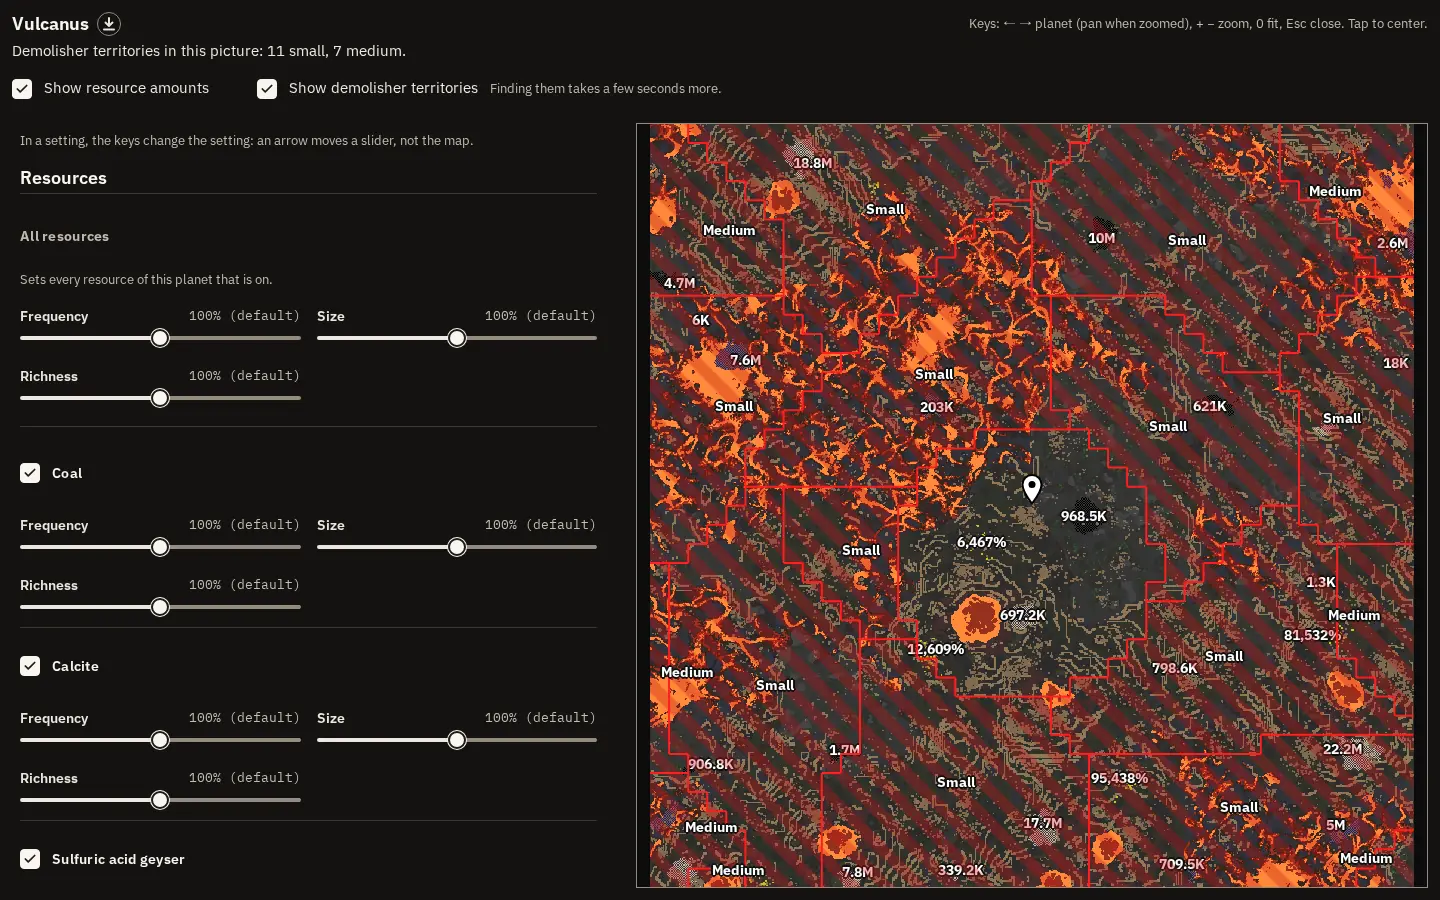 Vulcanus
Keys: ←→ planet (pan when zoomed), + − zoom, 0 fit, Esc close. Tap to center.
Demolisher territories in this picture: 11 small, 7 medium.
Show resource amounts
Show demolisher territories
Finding them takes a few seconds more.
In a setting, the keys change the setting: an arrow moves a slider, not the map.
Resources
All resources
Sets every resource of this planet that is on.
Frequency 100% (default)
Size 100% (default)
Richness 100% (default)
Coal
Frequency 100% (default)
Size 100% (default)
Richness 100% (default)
Calcite
Frequency 100% (default)
Size 100% (default)
Richness 100% (default)
Sulfuric acid geyser
18.8M
Medium
Small
Medium
10M
Small
2.6M
4.7M
6K
7.6M
18K
Small
Small
203K
621K
Small
Small
968.5K
6,467%
Small
1.3K
697.2K
Medium
81,532%
12,609%
Small
798.6K
Medium
Small
1.7M
22.2M
906.8K
95,438%
Small
Small
Medium
17.7M
5M
Medium
709.5K
Medium
7.8M
339.2K